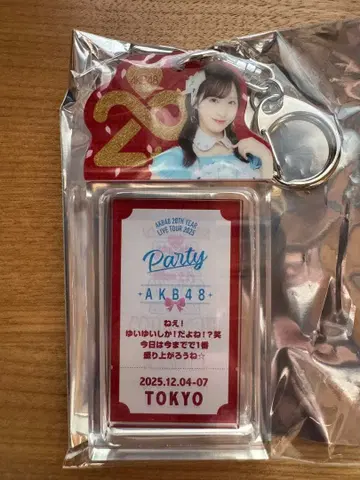 20
AKB48 20TH YEAR
LIVE TOUR 2025
Party
AKB48
ねえ!
ゆいゆいしか!だよね!?笑
今日は今までで1番
盛り上がろうね☆
2025.12.04-07
TOKYO